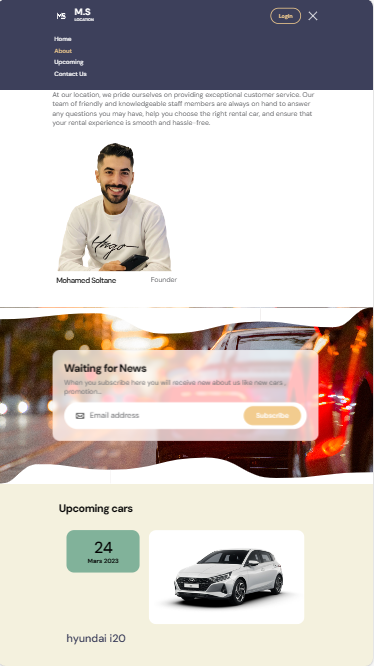 MS
M.S
LOCATION
Login
Home
About
Upcoming
Contact Us
At our location, we pride ourselves on providing exceptional customer service. Our
team of friendly and knowledgeable staff members are always on hand to answer
any questions you may have, help you choose the right rental car, and ensure that
your rental experience is smooth and hassle-free.
Hugo
Mohamed Soltane
Founder
Waiting for News
When you subscribe here you will receive new about us like new cars ,
promotion...
Email address
Subscribe
Upcoming cars
24
Mars 2023
hyundai i20